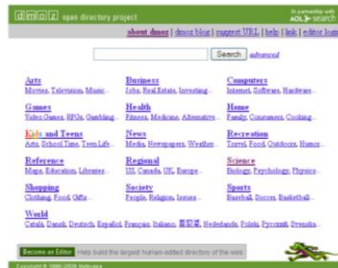 dmoz open directory project
In partnership with
AOL search
about dmoz | dmoz blog | suggest URL | help | link | editor login
Search advanced
Arts
Movies, Television, Music...
Business
Jobs, Real Estate, Investing...
Computers
Internet, Software, Hardware...
Games
Video Games, RPGs, Gambling...
Health
Fitness, Medicine, Alternative...
Home
Family, Consumers, Cooking...
Kids and Teens
Arts, School Time, Teen Life...
News
Media, Newspapers, Weather...
Recreation
Travel, Food, Outdoors, Humor...
Reference
Maps, Education, Libraries...
Regional
US, Canada, UK, Europe...
Science
Biology, Psychology, Physics...
Shopping
Clothing, Food, Gifts...
Society
People, Religion, Issues...
Sports
Baseball, Soccer, Basketball...
World
Català, Dansk, Deutsch, Español, Français, Italiano, Nederlands, Polski, Русский, Svenska...
Become an Editor Help build the largest human-edited directory of the web
Copyright © Netscape